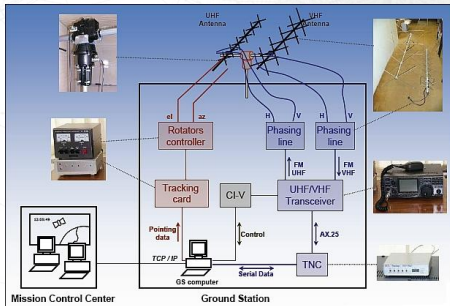 UHF
Antenna
VHF
Antenna
el
az
H
V
H
V
Rotators
controller
Phasing
line
Phasing
line
FM
UHF
FM
VHF
Tracking
card
CI-V
UHF/VHF
Transceiver
Pointing
data
Control
AX.25
TCP / IP
GS computer
Serial Data
TNC
Mission Control Center
Ground Station